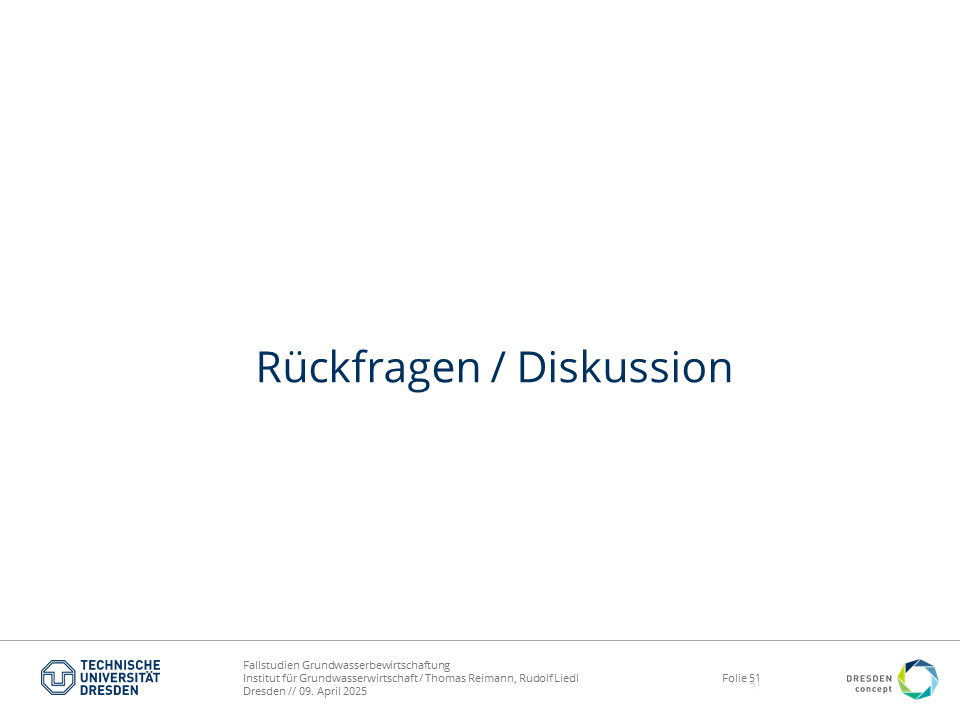 Rückfragen / Diskussion
TECHNISCHE
UNIVERSITÄT
DRESDEN
Fallstudien Grundwasserbewirtschaftung
Institut für Grundwasserwirtschaft / Thomas Reimann, Rudolf Liedl
Dresden // 09. April 2025
Folie 51
DRESDEN
concept